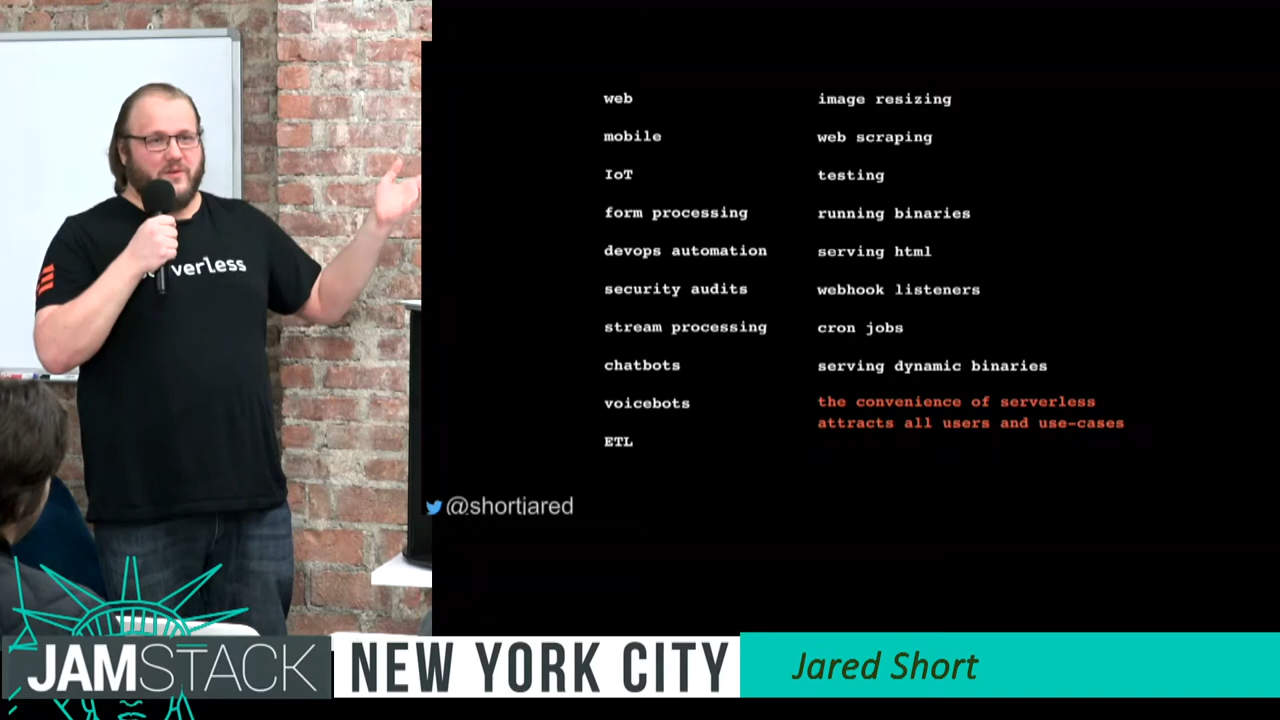 verless
web
mobile
IoT
form processing
devops automation
security audits
stream processing
chatbots
voicebots
ETL
image resizing
web scraping
testing
running binaries
serving html
webhook listeners
cron jobs
serving dynamic binaries
the convenience of serverless
attracts all users and use-cases
@shortjared
JAMSTACK NEW YORK CITY Jared Short